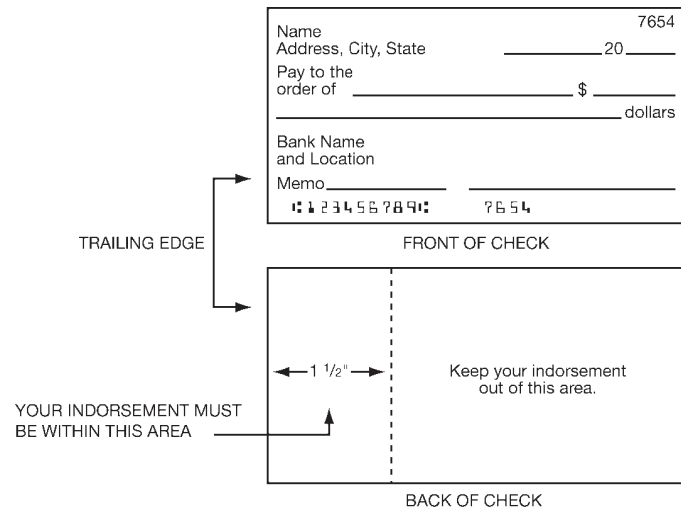 7654
Name
Address, City, State 20
Pay to the
order of $
dollars
Bank Name
and Location
Memo
⑆123456789⑆ 7654
TRAILING EDGE
FRONT OF CHECK
1 1/2"
Keep your indorsement
out of this area.
YOUR INDORSEMENT MUST
BE WITHIN THIS AREA
BACK OF CHECK